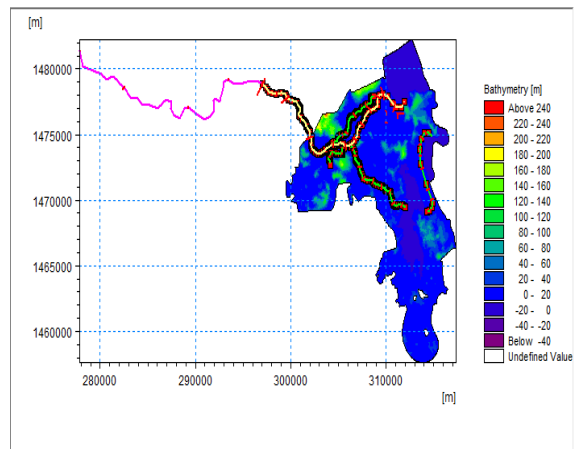 [m]
1480000
1475000
1470000
1465000
1460000
280000 290000 300000 310000
[m]
Bathymetry [m]
Above 240
220 - 240
200 - 220
180 - 200
160 - 180
140 - 160
120 - 140
100 - 120
80 - 100
60 - 80
40 - 60
20 - 40
0 - 20
-20 - 0
-40 - -20
Below -40
Undefined Value